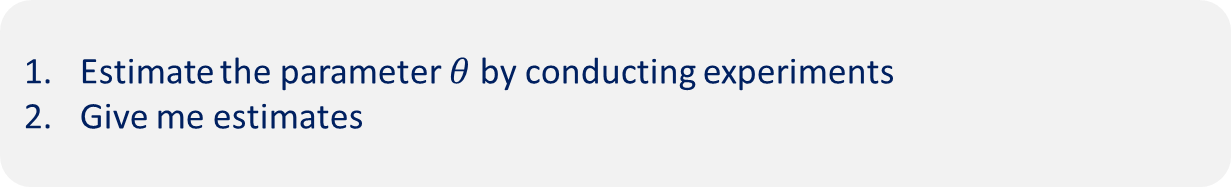 1. Estimate the parameter 𝜃 by conducting experiments
2. Give me estimates